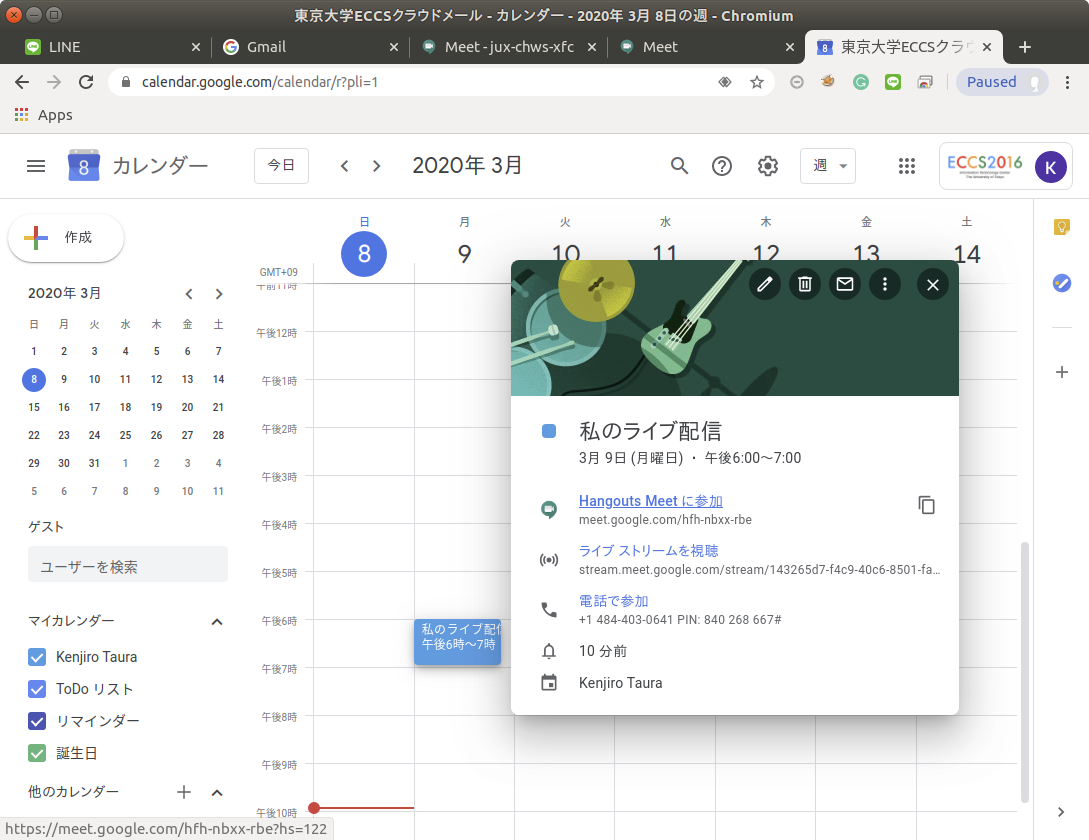 東京大学ECCSクラウドメール - カレンダー - 2020年 3月 8日の週 - Chromium
LINE
Gmail
Meet - jux-chws-xfc
Meet
東京大学ECCSクラウ
calendar.google.com/calendar/r?pli=1
Paused
Apps
8 カレンダー
今日
2020年 3月
週
ECCS2016
Information Technology Center
The University of Tokyo
K
作成
日 月 火 水 木 金 土
8 9 10 11 12 13 14
GMT+09
2020年 3月
日 月 火 水 木 金 土
1 2 3 4 5 6 7
8 9 10 11 12 13 14
15 16 17 18 19 20 21
22 23 24 25 26 27 28
29 30 31 1 2 3 4
5 6 7 8 9 10 11
ゲスト
ユーザーを検索
マイカレンダー
Kenjiro Taura
ToDo リスト
リマインダー
誕生日
他のカレンダー
午前11時
午後12時
午後1時
午後2時
午後3時
午後4時
午後5時
午後6時
午後7時
午後8時
午後9時
午後10時
私のライブ配信
午後6時～7時
私のライブ配信
3月 9日 (月曜日) ・ 午後6:00～7:00
Hangouts Meet に参加
meet.google.com/hfh-nbxx-rbe
ライブ ストリームを視聴
stream.meet.google.com/stream/143265d7-f4c9-40c6-8501-fa…
電話で参加
+1 484-403-0641 PIN: 840 268 667#
10 分前
Kenjiro Taura
https://meet.google.com/hfh-nbxx-rbe?hs=122